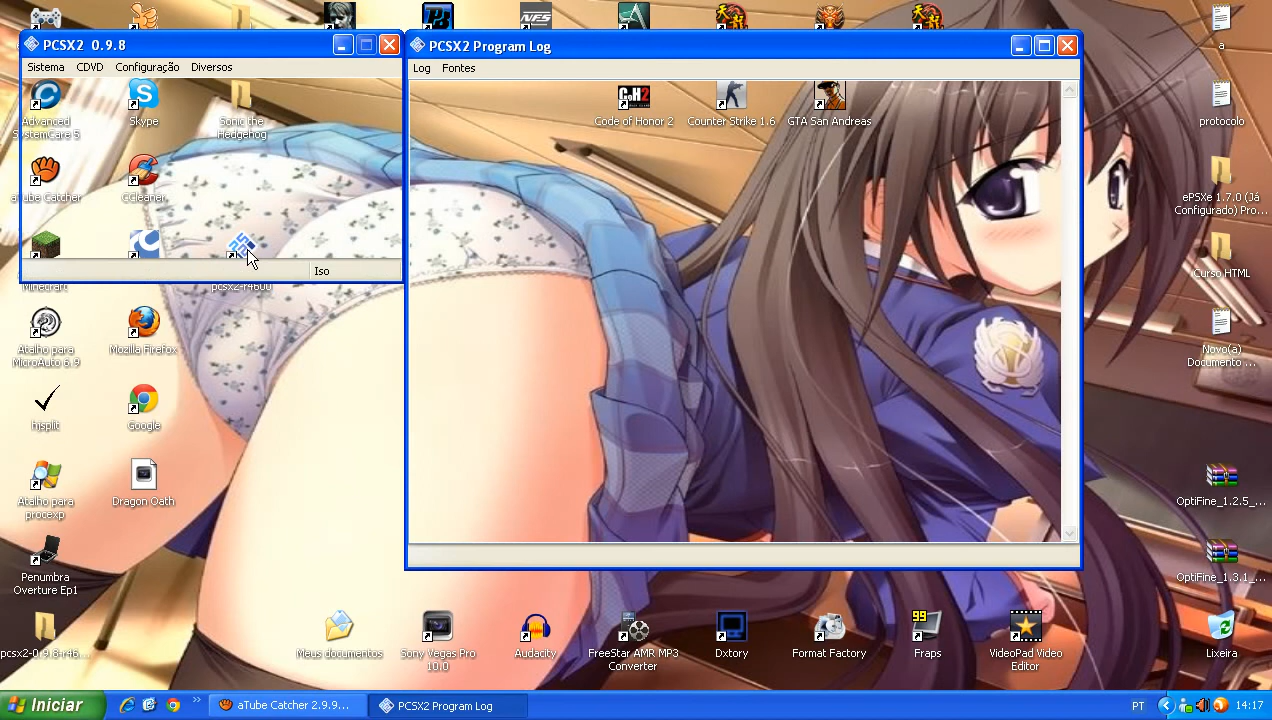 PCSX2 0.9.8
Sistema CDVD Configuração Diversos
PCSX2 Program Log
Log Fontes
Advanced SystemCare 5
Skype
Sonic the Hedgehog
Code of Honor 2
Counter Strike 1.6
GTA San Andreas
a
protocolo
aTube Catcher
CCleaner
ePSXe 1.7.0 (Já Configurado) Pro...
Curso HTML
Iso
Minecraft
pcsx2-r4600
Atalho para MicroAuto 6.9
Mozilla Firefox
Novo(a) Documento ...
hjsplit
Google
Atalho para procexp
Dragon Oath
OptiFine_1.2.5_...
Penumbra Overture Ep1
OptiFine_1.3.1_...
pcsx2-0.9.8-r46...
Meus documentos
Sony Vegas Pro 10.0
Audacity
FreeStar AMR MP3 Converter
Dxtory
Format Factory
99
Fraps
VideoPad Video Editor
Lixeira
Iniciar
aTube Catcher 2.9.9...
PCSX2 Program Log
PT
14:17